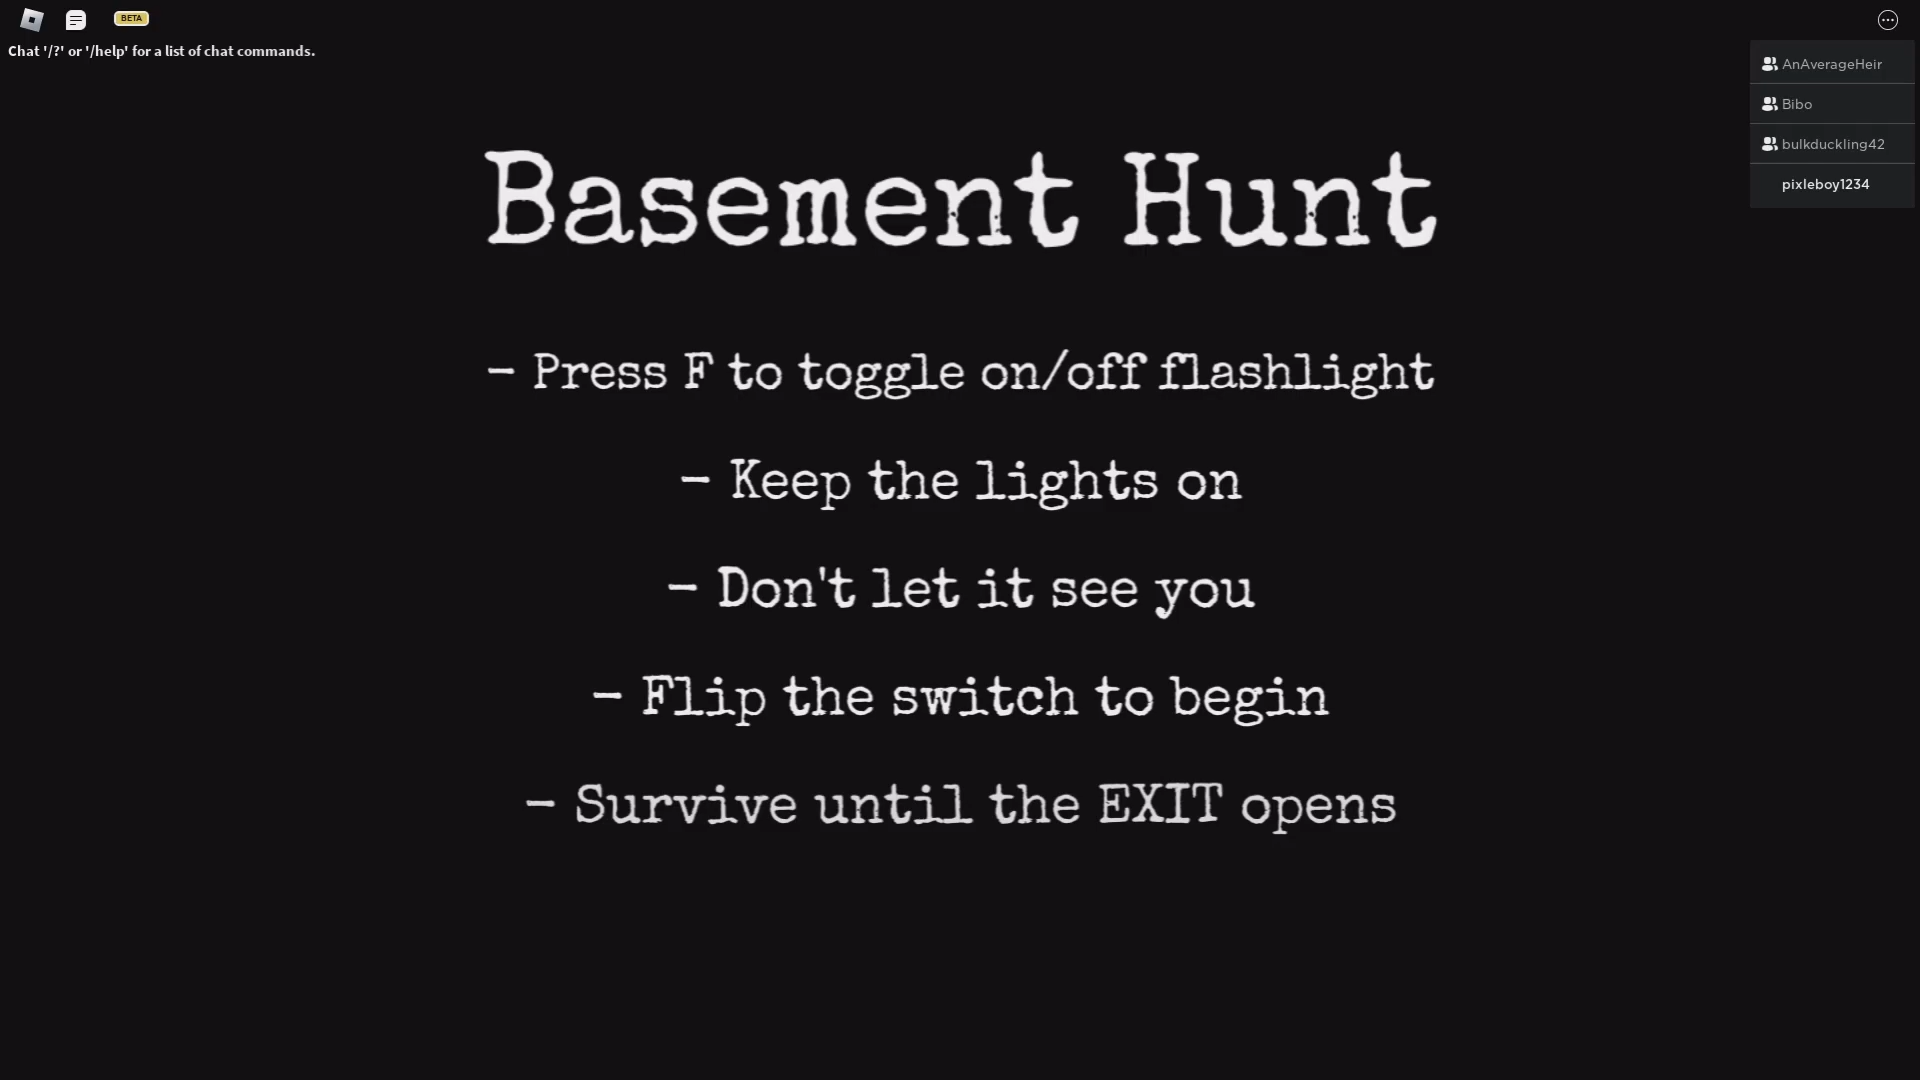 BETA
Chat '/?' or '/help' for a list of chat commands.
AnAverageHeir
Bibo
bulkduckling42
pixleboy1234
Basement Hunt
- Press F to toggle on/off flashlight
- Keep the lights on
- Don't let it see you
- Flip the switch to begin
- Survive until the EXIT opens